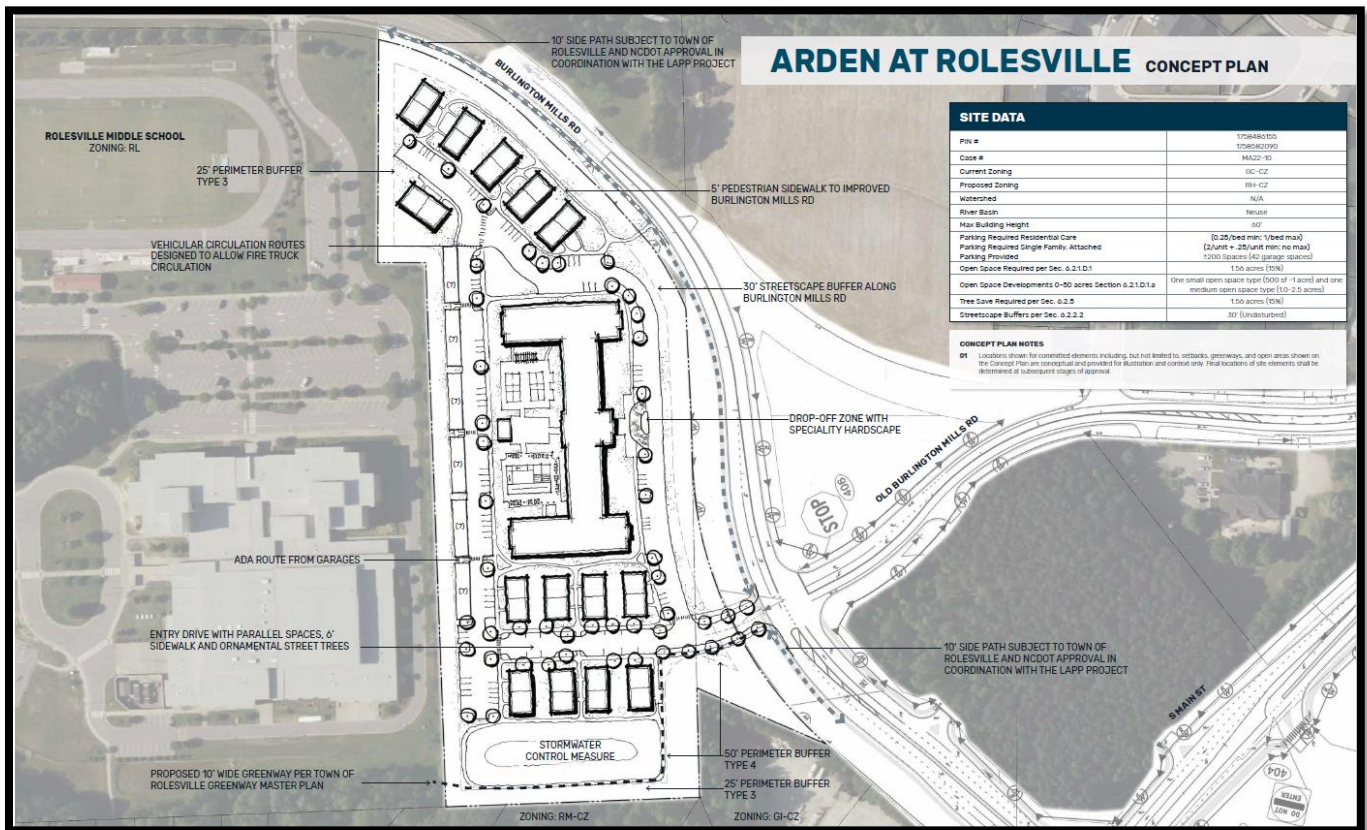 ARDEN AT ROLESVILLE CONCEPT PLAN
10' SIDE PATH SUBJECT TO TOWN OF
ROLESVILLE AND NCDOT APPROVAL IN
COORDINATION WITH THE LAPP PROJECT
BURLINGTON MILLS RD
ROLESVILLE MIDDLE SCHOOL
ZONING: RL
25' PERIMETER BUFFER
TYPE 3
5' PEDESTRIAN SIDEWALK TO IMPROVED
BURLINGTON MILLS RD
VEHICULAR CIRCULATION ROUTES
DESIGNED TO ALLOW FIRE TRUCK
CIRCULATION
30' STREETSCAPE BUFFER ALONG
BURLINGTON MILLS RD
SITE DATA
PIN # 1758486155
1758582090
Case # MA22-10
Current Zoning GC-CZ
Proposed Zoning RH-CZ
Watershed N/A
River Basin Neuse
Max Building Height 60'
Parking Required Residential Care (0.25/bed min: 1/bed max)
Parking Required Single Family, Attached (2/unit + .25/unit min: no max)
Parking Provided ±200 Spaces (42 garage spaces)
Open Space Required per Sec. 6.2.1.D.1 1.56 acres (15%)
Open Space Developments 0-50 acres Section 6.2.1.D.1.a One small open space type (500 sf -1 acre) and one
medium open space type (1.0-2.5 acres)
Tree Save Required per Sec. 6.2.5 1.56 acres (15%)
Streetscape Buffers per Sec. 6.2.2.2 30' (Undisturbed)
CONCEPT PLAN NOTES
01 Locations shown for committed elements including, but not limited to, setbacks, greenways, and open areas shown on
the Concept Plan are conceptual and provided for illustration and context only. Final locations of site elements shall be
determined at subsequent stages of approval.
DROP-OFF ZONE WITH
SPECIALITY HARDSCAPE
OLD BURLINGTON MILLS RD
STOP
406
ADA ROUTE FROM GARAGES
ENTRY DRIVE WITH PARALLEL SPACES, 6'
SIDEWALK AND ORNAMENTAL STREET TREES
10' SIDE PATH SUBJECT TO TOWN OF
ROLESVILLE AND NCDOT APPROVAL IN
COORDINATION WITH THE LAPP PROJECT
S MAIN ST
STORMWATER
CONTROL MEASURE
50' PERIMETER BUFFER
TYPE 4
PROPOSED 10' WIDE GREENWAY PER TOWN OF
ROLESVILLE GREENWAY MASTER PLAN
25' PERIMETER BUFFER
TYPE 3
404
DO NOT
ENTER
ZONING: RM-CZ
ZONING: GI-CZ